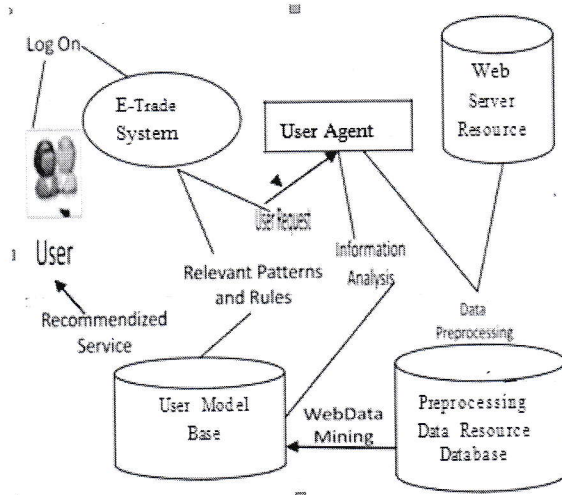 Log On
E-Trade
System
User Agent
Web
Server
Resource
User Request
User
Relevant Patterns
and Rules
Information
Analysis
Recommendized
Service
Data
Preprocessing
User Model
Base
WebData
Mining
Preprocessing
Data Resource
Database